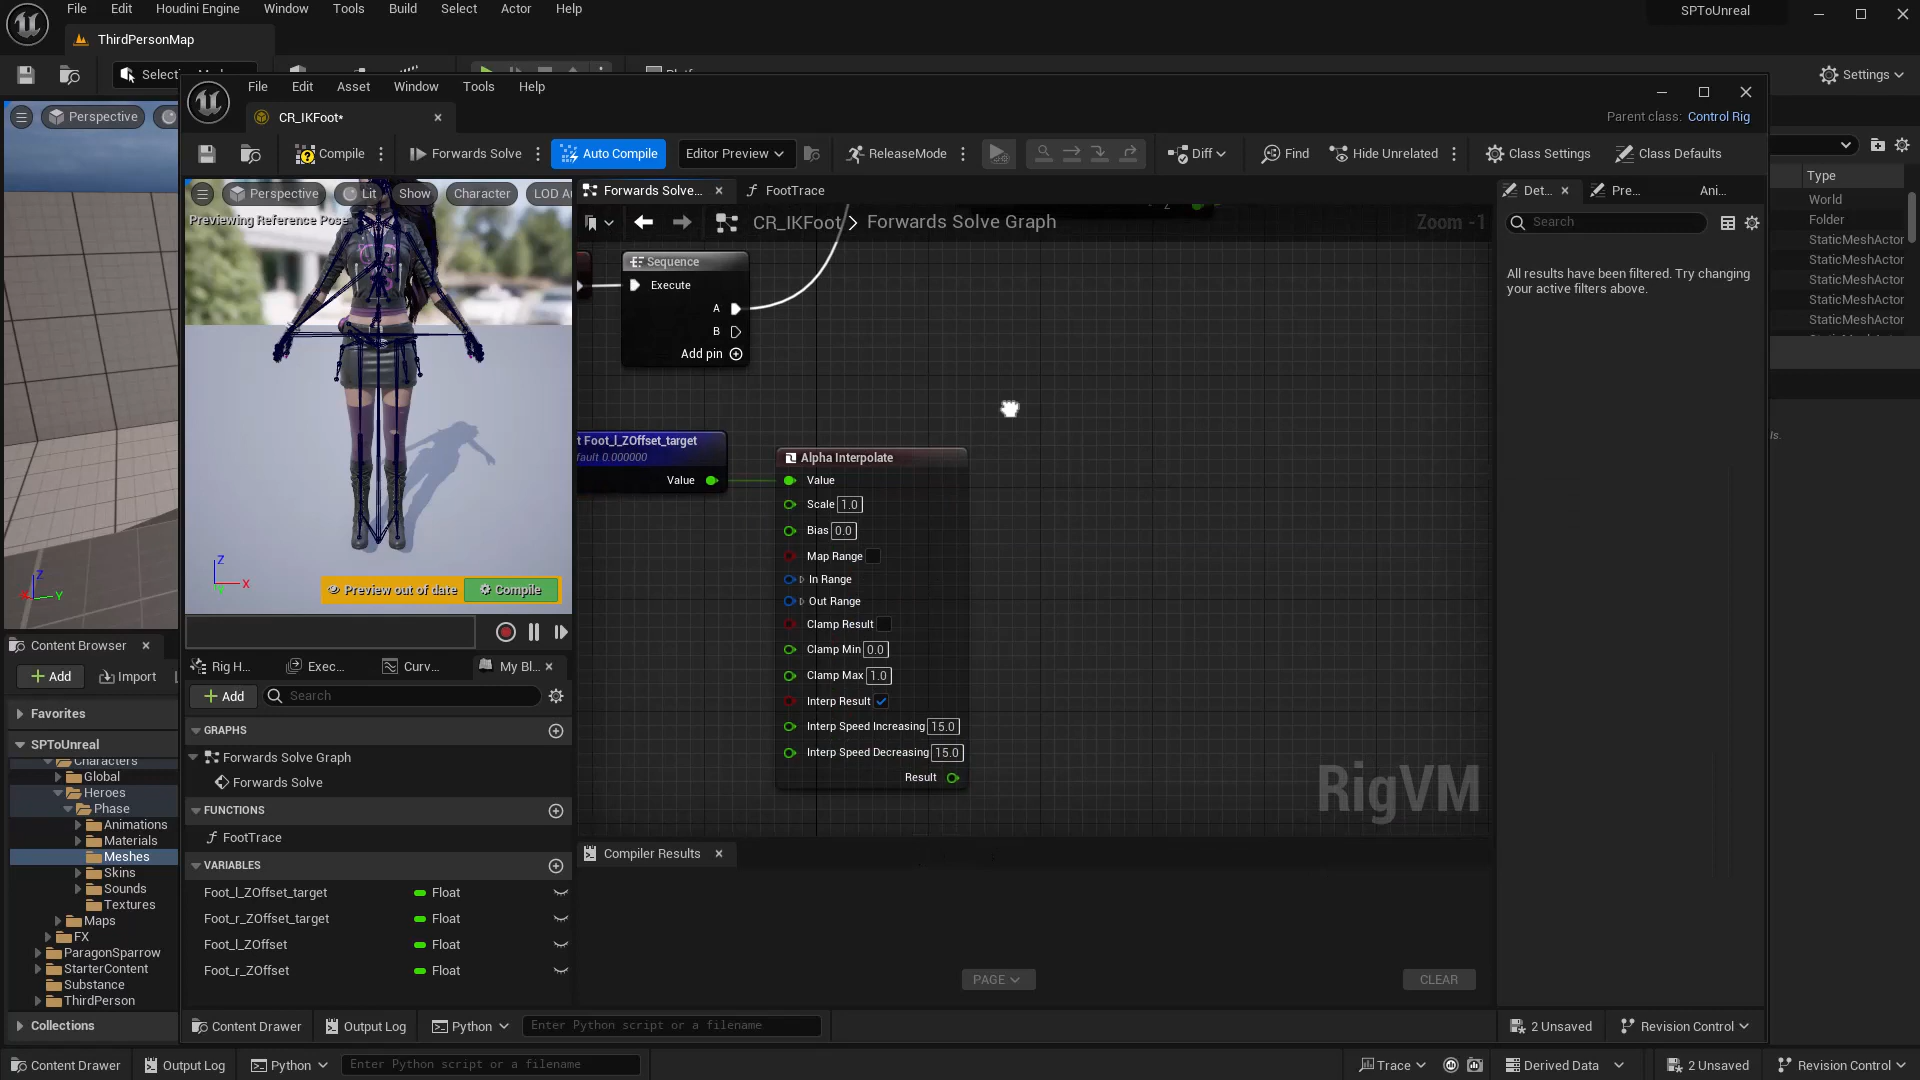 File Edit Houdini Engine Window Tools Build Select Actor Help
SPToUnreal
ThirdPersonMap
Settings
File Edit Asset Window Tools Help
CR_IKFoot*
Parent class: Control Rig
Perspective
Compile
Forwards Solve
Auto Compile
Editor Preview
ReleaseMode
Diff
Find
Hide Unrelated
Class Settings
Class Defaults
Perspective Lit Show Character
Previewing Reference Pose
Forwards Solve...
FootTrace
Det...
Pre...
Ani...
Type
CR_IKFoot > Forwards Solve Graph
Zoom -1
Search
World
Folder
StaticMeshActor
StaticMeshActor
StaticMeshActor
StaticMeshActor
StaticMeshActor
All results have been filtered. Try changing
your active filters above.
Sequence
Execute
A
B
Add pin
Foot_l_ZOffset_target
0.000000
Value
Alpha Interpolate
Value
Scale 1.0
Bias 0.0
Map Range
In Range
Out Range
Clamp Result
Clamp Min 0.0
Clamp Max 1.0
Interp Result
Interp Speed Increasing 15.0
Interp Speed Decreasing 15.0
Result
RigVM
Z
X
Z
Y
Preview out of date
Compile
Content Browser
Add
Import
Favorites
SPToUnreal
Characters
Global
Heroes
Phase
Animations
Materials
Meshes
Skins
Sounds
Textures
Maps
FX
ParagonSparrow
StarterContent
Substance
ThirdPerson
Collections
Rig H...
Exec...
Curv...
My Bl...
Add
Search
GRAPHS
Forwards Solve Graph
Forwards Solve
FUNCTIONS
FootTrace
VARIABLES
Foot_l_ZOffset_target Float
Foot_r_ZOffset_target Float
Foot_l_ZOffset Float
Foot_r_ZOffset Float
Compiler Results
PAGE
CLEAR
Content Drawer
Output Log
Python
Enter Python script or a filename
2 Unsaved
Revision Control
Content Drawer
Output Log
Python
Enter Python script or a filename
Trace
Derived Data
2 Unsaved
Revision Control